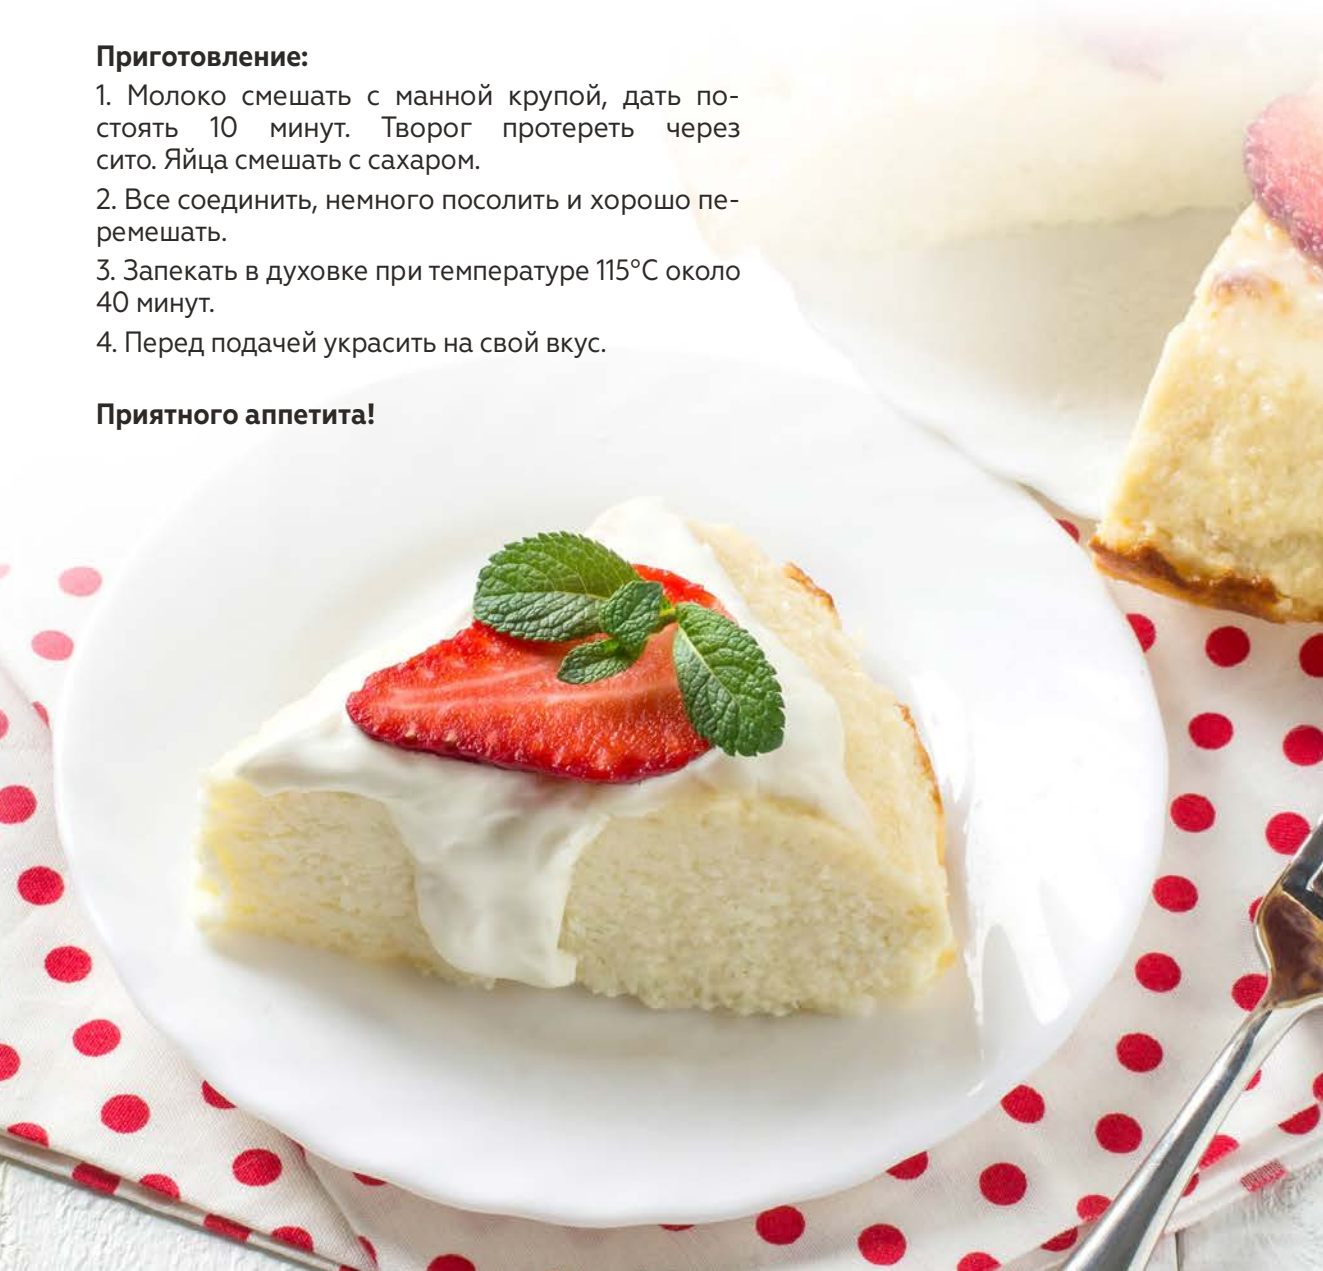 Приготовление:
1. Молоко смешать с манной крупой, дать по-
стоять 10 минут. Творог протереть через
сито. Яйца смешать с сахаром.
2. Все соединить, немного посолить и хорошо пе-
ремешать.
3. Запекать в духовке при температуре 115°С около
40 минут.
4. Перед подачей украсить на свой вкус.
Приятного аппетита!